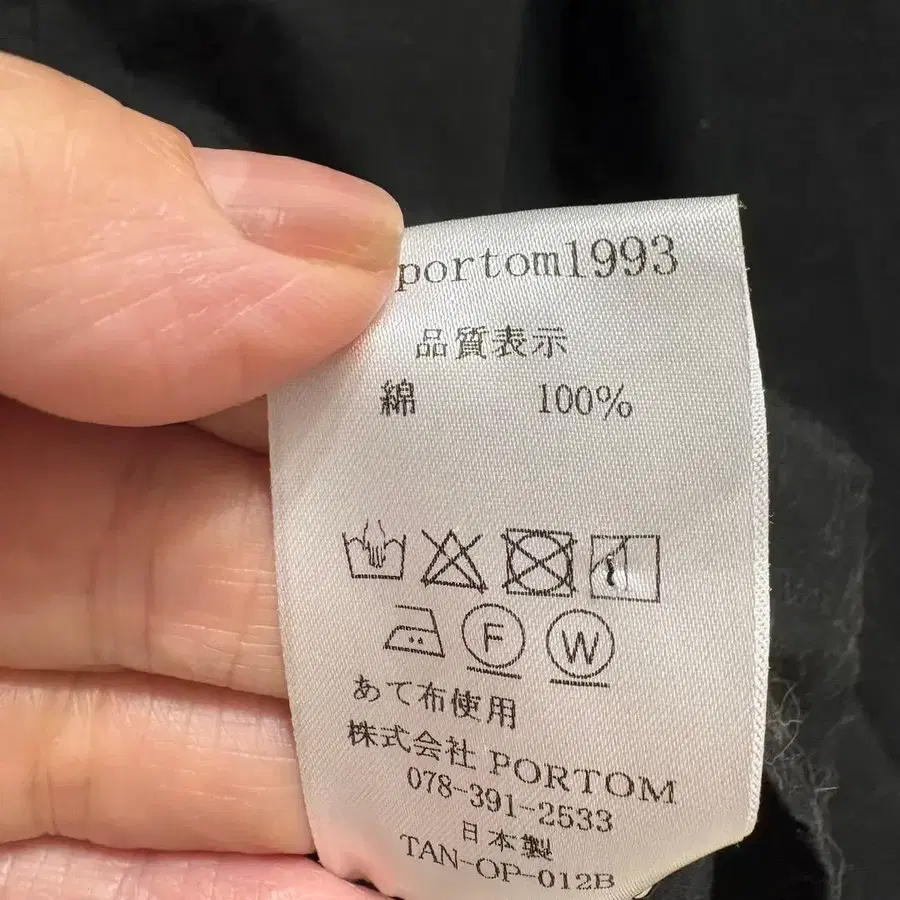 portom1993
品質表示
綿 100%
F W
あて布使用
株式会社 PORTOM
078-391-2533
日本製
TAN-OP-012B